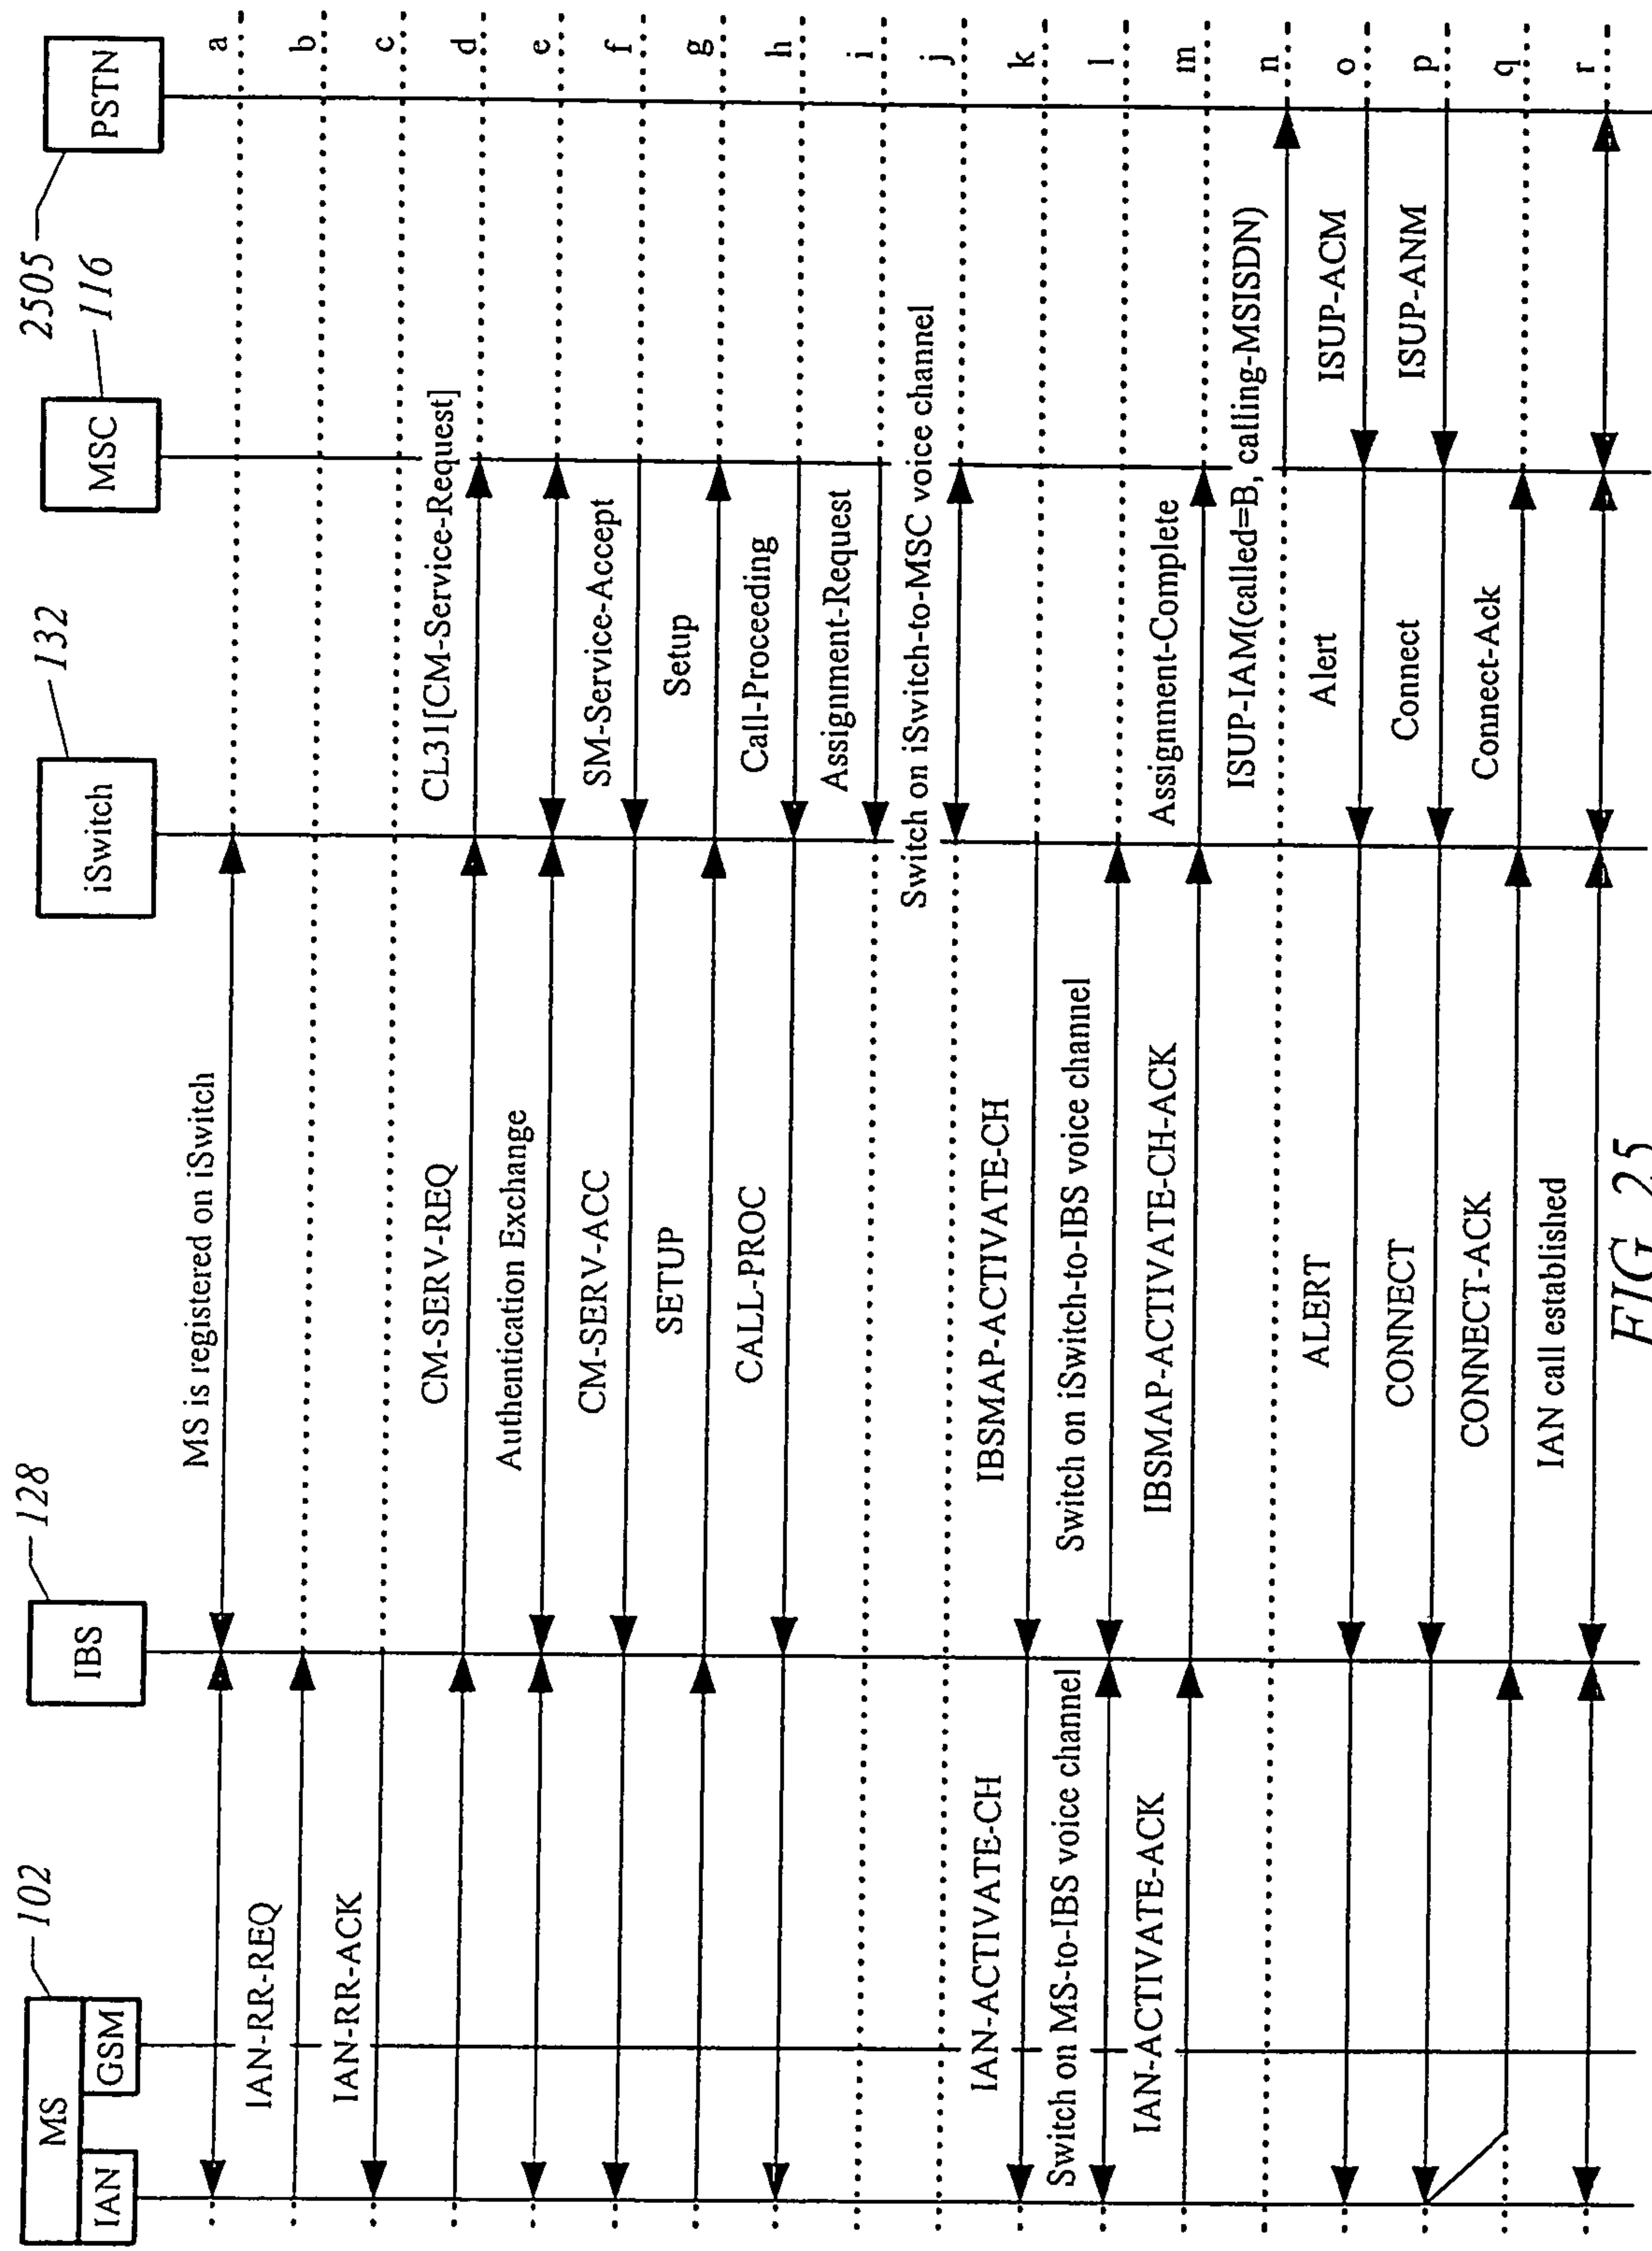 102
128
132
116
2505
MS
IAN
GSM
IBS
iSwitch
MSC
PSTN
MS is registered on iSwitch
a
IAN-RR-REQ
b
IAN-RR-ACK
c
CM-SERV-REQ
CL31[CM-Service-Request]
d
Authentication Exchange
e
CM-SERV-ACC
SM-Service-Accept
f
SETUP
Setup
g
CALL-PROC
Call-Proceeding
h
Assignment-Request
i
Switch on iSwitch-to-MSC voice channel
j
IAN-ACTIVATE-CH
IBSMAP-ACTIVATE-CH
k
Switch on MS-to-IBS voice channel
Switch on iSwitch-to-IBS voice channel
l
IAN-ACTIVATE-ACK
IBSMAP-ACTIVATE-CH-ACK
Assignment-Complete
m
ISUP-IAM(called=B, calling-MSISDN)
n
ALERT
Alert
ISUP-ACM
o
CONNECT
Connect
ISUP-ANM
p
CONNECT-ACK
Connect-Ack
q
IAN call established
r
FIG. 25